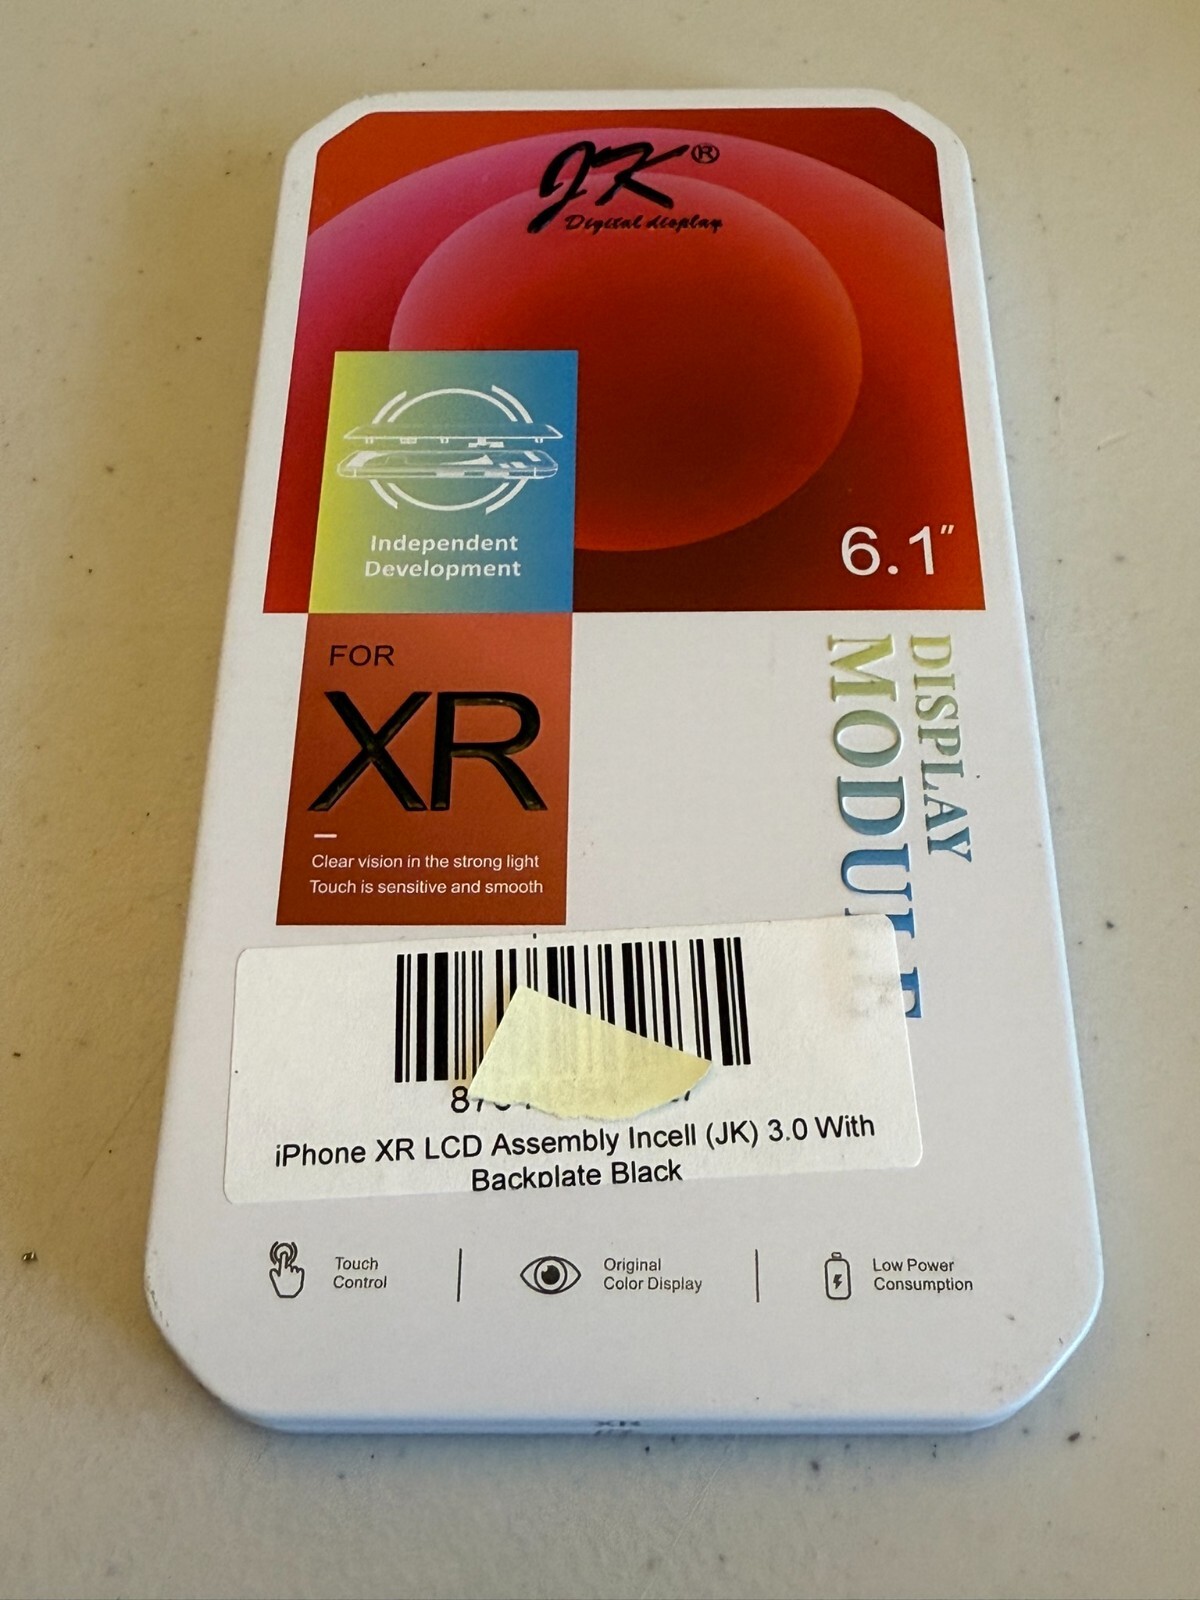 JK®
Digital display
Independent
Development
6.1"
FOR
XR
Clear vision in the strong light
Touch is sensitive and smooth
DISPLAY
MODULE
iPhone XR LCD Assembly Incell (JK) 3.0 With
Backplate Black
Touch
Control
Original
Color Display
Low Power
Consumption
XR